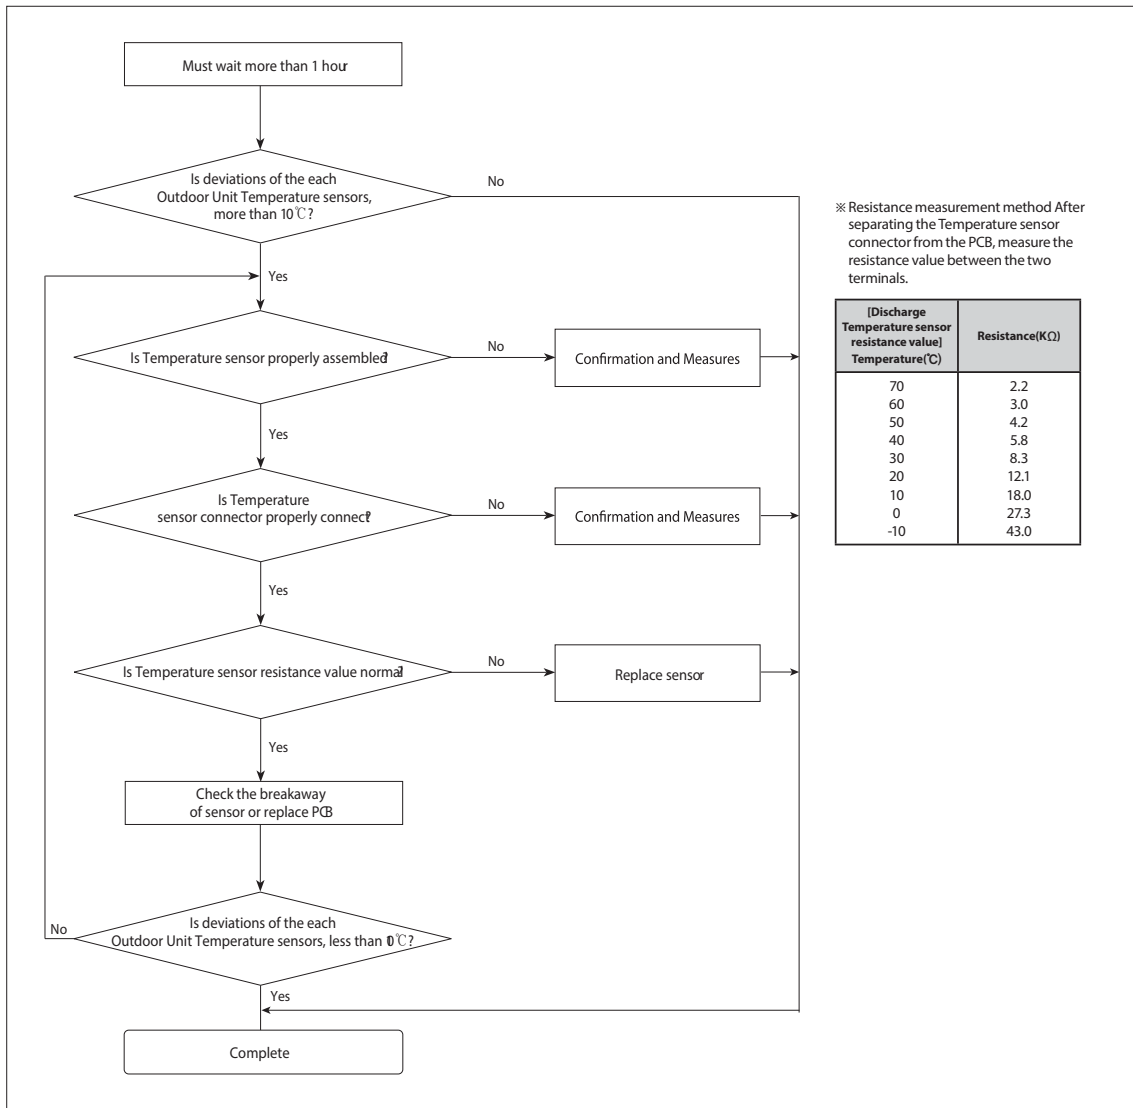 Must wait more than 1 hour
Is deviations of the each
Outdoor Unit Temperature sensors,
more than 10℃?
No
Yes
Is Temperature sensor properly assembled?
No
Confirmation and Measures
Yes
Is Temperature
sensor connector properly connect?
No
Confirmation and Measures
Yes
Is Temperature sensor resistance value normal?
No
Replace sensor
Yes
Check the breakaway
of sensor or replace PCB
Is deviations of the each
Outdoor Unit Temperature sensors, less than 10℃?
No
Yes
Complete
※ Resistance measurement method After
separating the Temperature sensor
connector from the PCB, measure the
resistance value between the two
terminals.
[Discharge
Temperature sensor
resistance value]
Temperature(℃)
Resistance(KΩ)
70 2.2
60 3.0
50 4.2
40 5.8
30 8.3
20 12.1
10 18.0
0 27.3
-10 43.0